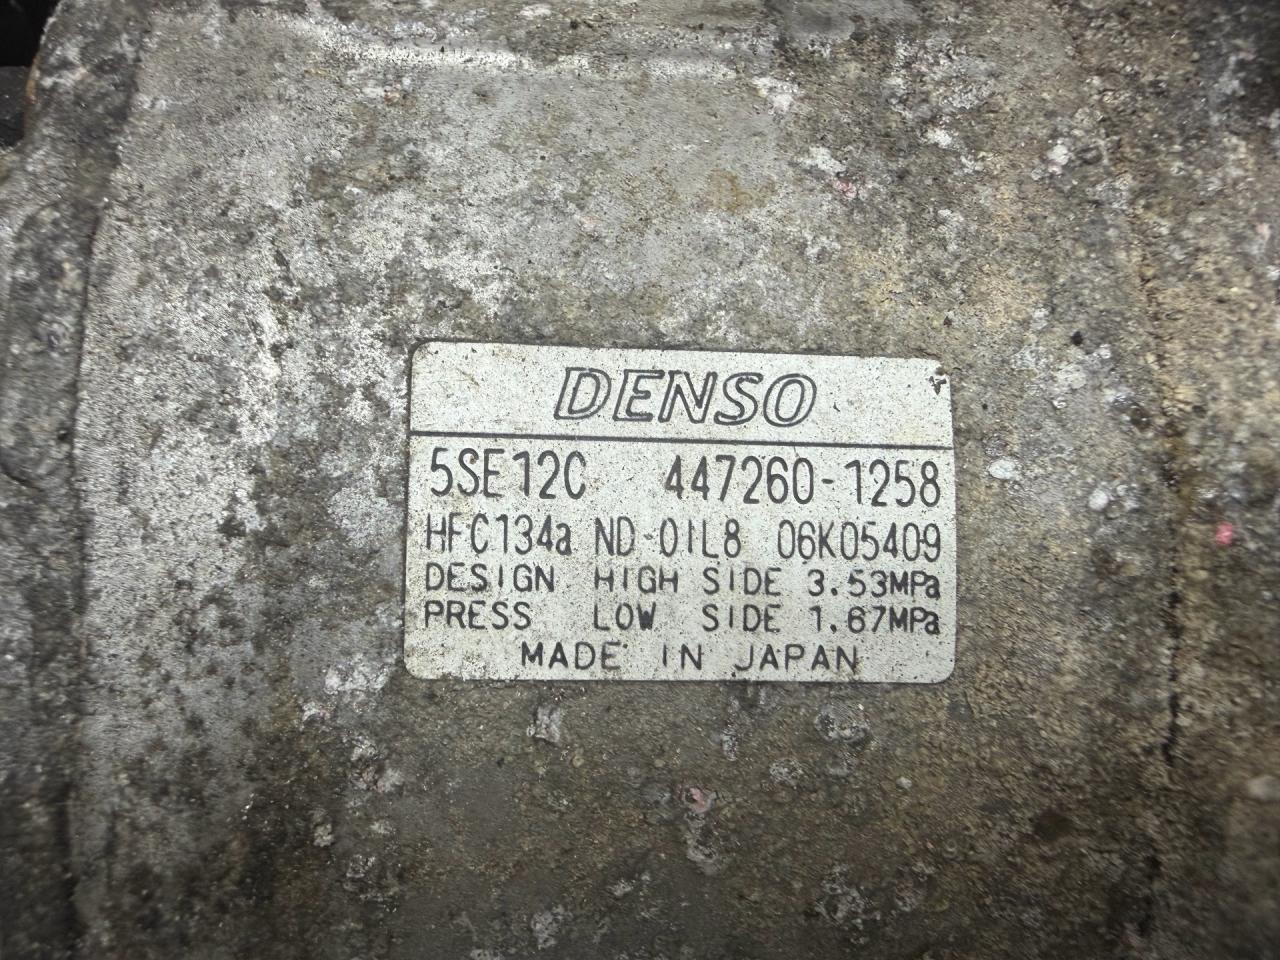 DENSO
5SE12C 447260-1258
HFC134a ND-OIL8 06K05409
DESIGN HIGH SIDE 3.53MPa
PRESS LOW SIDE 1.67MPa
MADE IN JAPAN